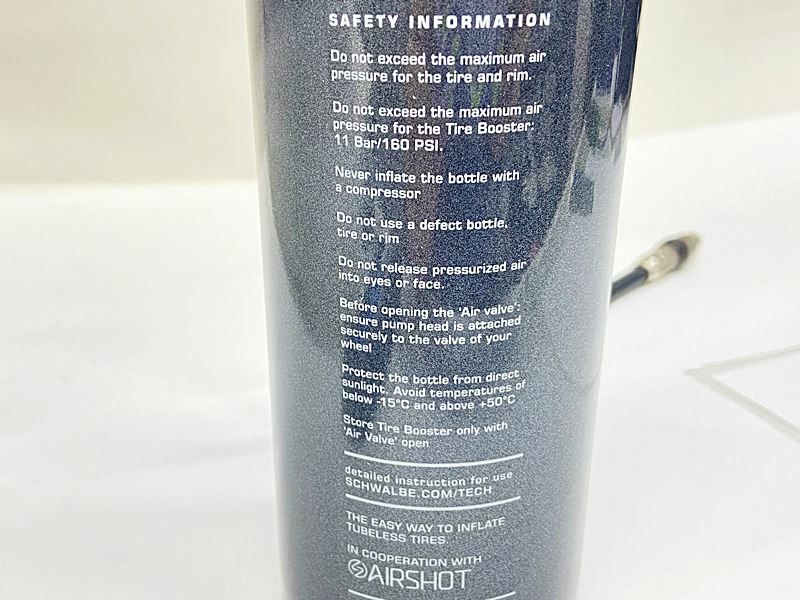 SAFETY INFORMATION
Do not exceed the maximum air
pressure for the tire and rim.
Do not exceed the maximum air
pressure for the Tire Booster:
11 Bar/160 PSI.
Never inflate the bottle with
a compressor
Do not use a defect bottle,
tire or rim
Do not release pressurized air
into eyes or face.
Before opening the 'Air valve':
ensure pump head is attached
securely to the valve of your
wheel
Protect the bottle from direct
sunlight. Avoid temperatures of
below -15°C and above +50°C
Store Tire Booster only with
'Air Valve' open
detailed instruction for use
SCHWALBE.COM/TECH
THE EASY WAY TO INFLATE
TUBELESS TIRES.
IN COOPERATION WITH
AIRSHOT